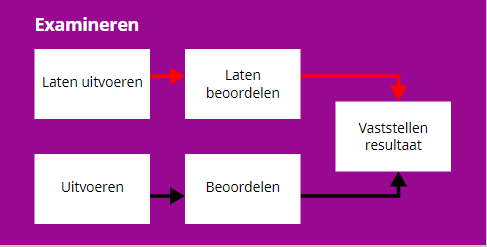 Examineren
Laten uitvoeren
Laten
beoordelen
Vaststellen
resultaat
Uitvoeren
Beoordelen